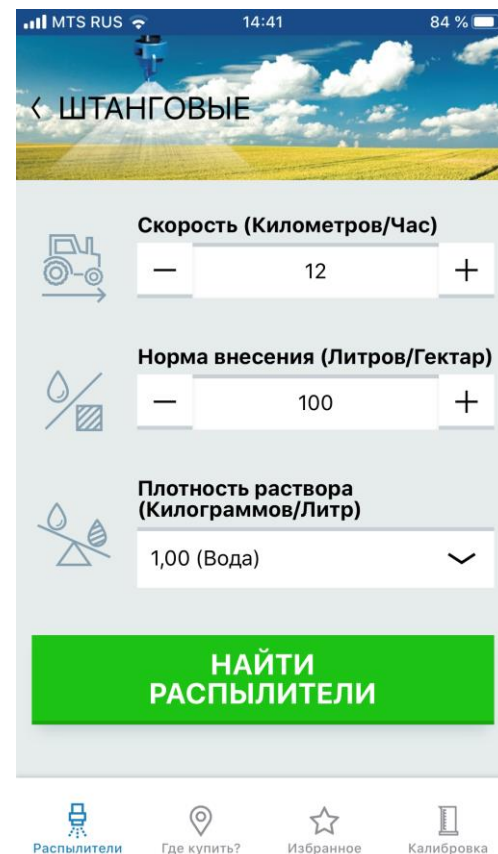 MTS RUS 14:41 84 %
ШТАНГОВЫЕ
Скорость (Километров/Час)
— 12 +
Норма внесения (Литров/Гектар)
— 100 +
Плотность раствора
(Килограммов/Литр)
1,00 (Вода)
НАЙТИ
РАСПЫЛИТЕЛИ
Распылители Где купить? Избранное Калибровка